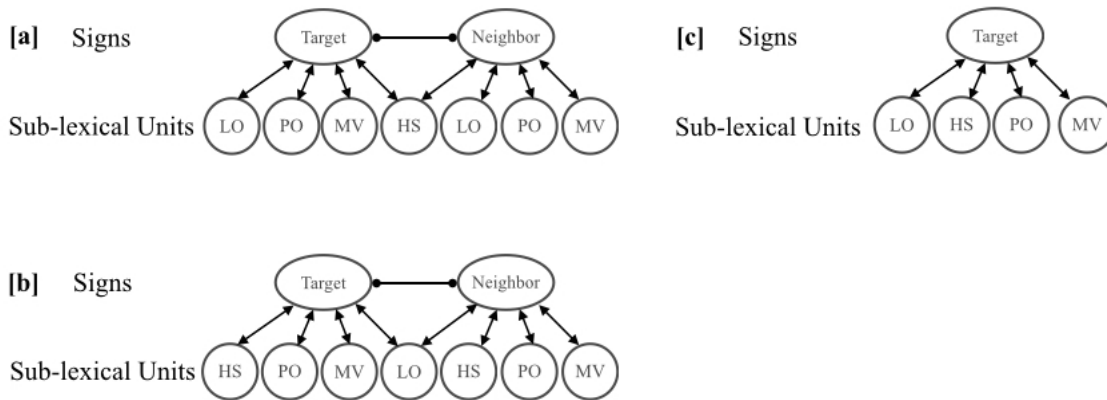 [a] Signs Target Neighbor
Sub-lexical Units LO PO MV HS LO PO MV
[c] Signs Target
Sub-lexical Units LO HS PO MV
[b] Signs Target Neighbor
Sub-lexical Units HS PO MV LO HS PO MV